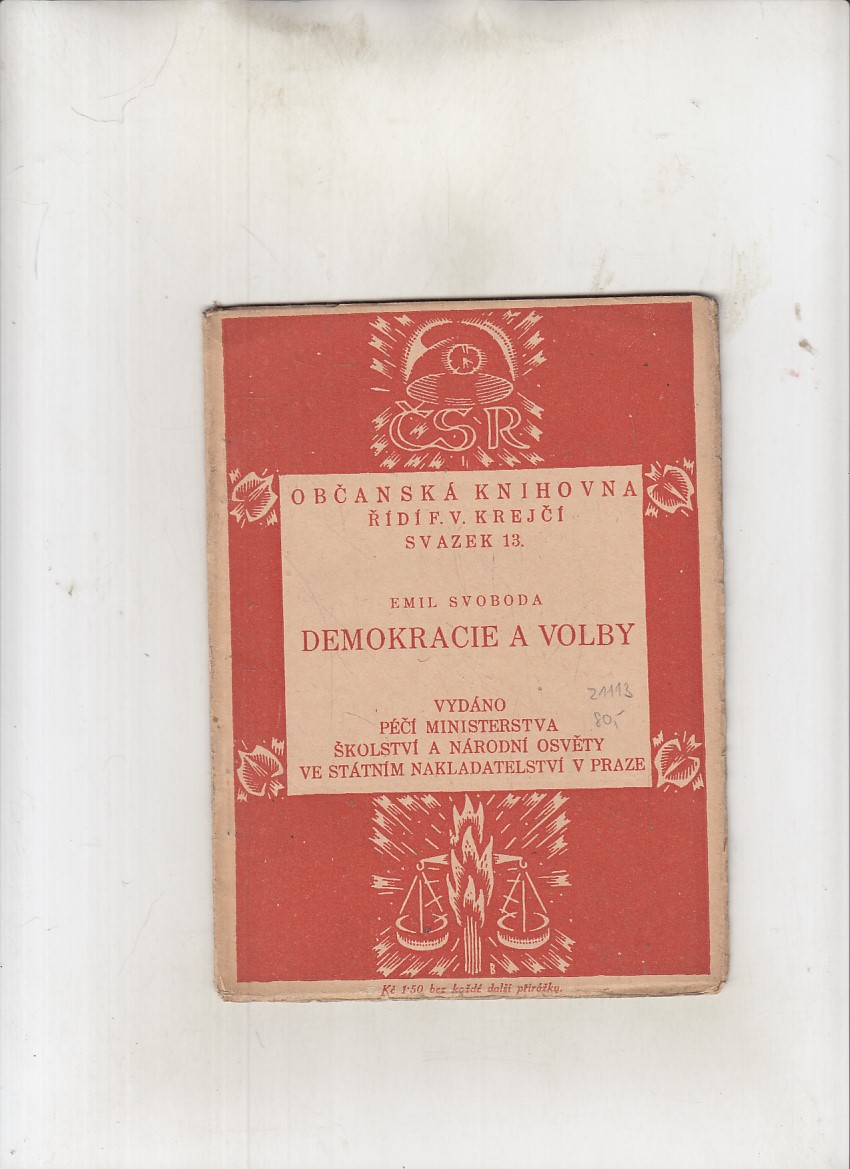 ČSR
OBČANSKÁ KNIHOVNA
ŘÍDÍ F. V. KREJČÍ
SVAZEK 13.
EMIL SVOBODA
DEMOKRACIE A VOLBY
21113
80,-
VYDÁNO
PÉČÍ MINISTERSTVA
ŠKOLSTVÍ A NÁRODNÍ OSVĚTY
VE STÁTNÍM NAKLADATELSTVÍ V PRAZE
B
Kč 1·50 bez každé další přirážky.